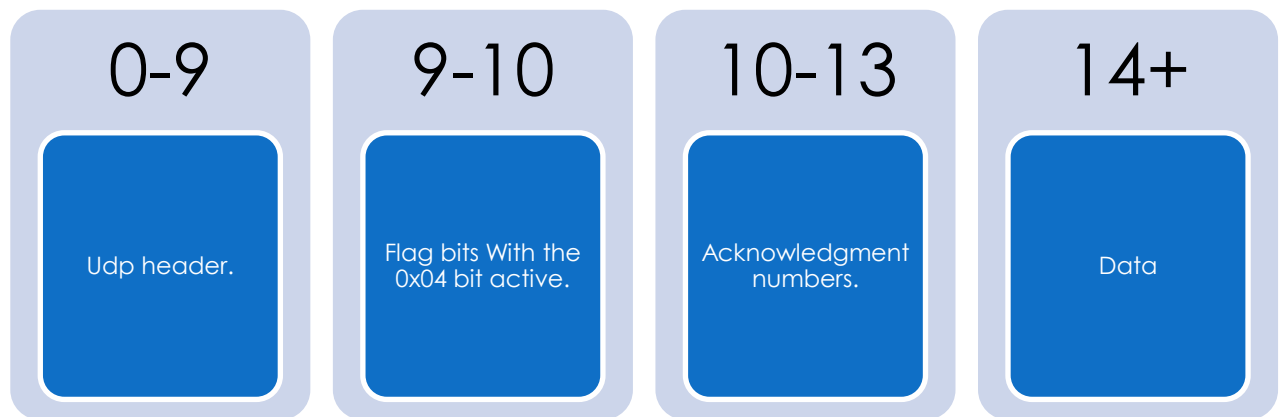 0-9
Udp header.
9-10
Flag bits With the
0x04 bit active.
10-13
Acknowledgment
numbers.
14+
Data